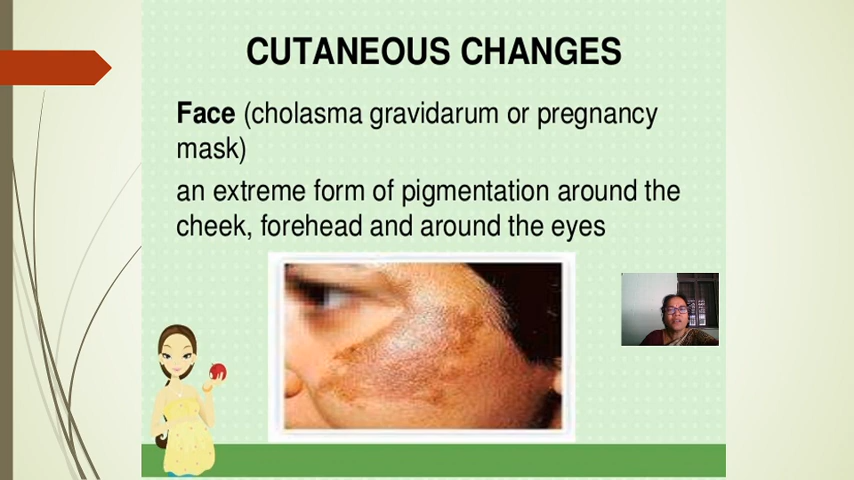 CUTANEOUS CHANGES
Face (cholasma gravidarum or pregnancy
mask)
an extreme form of pigmentation around the
cheek, forehead and around the eyes